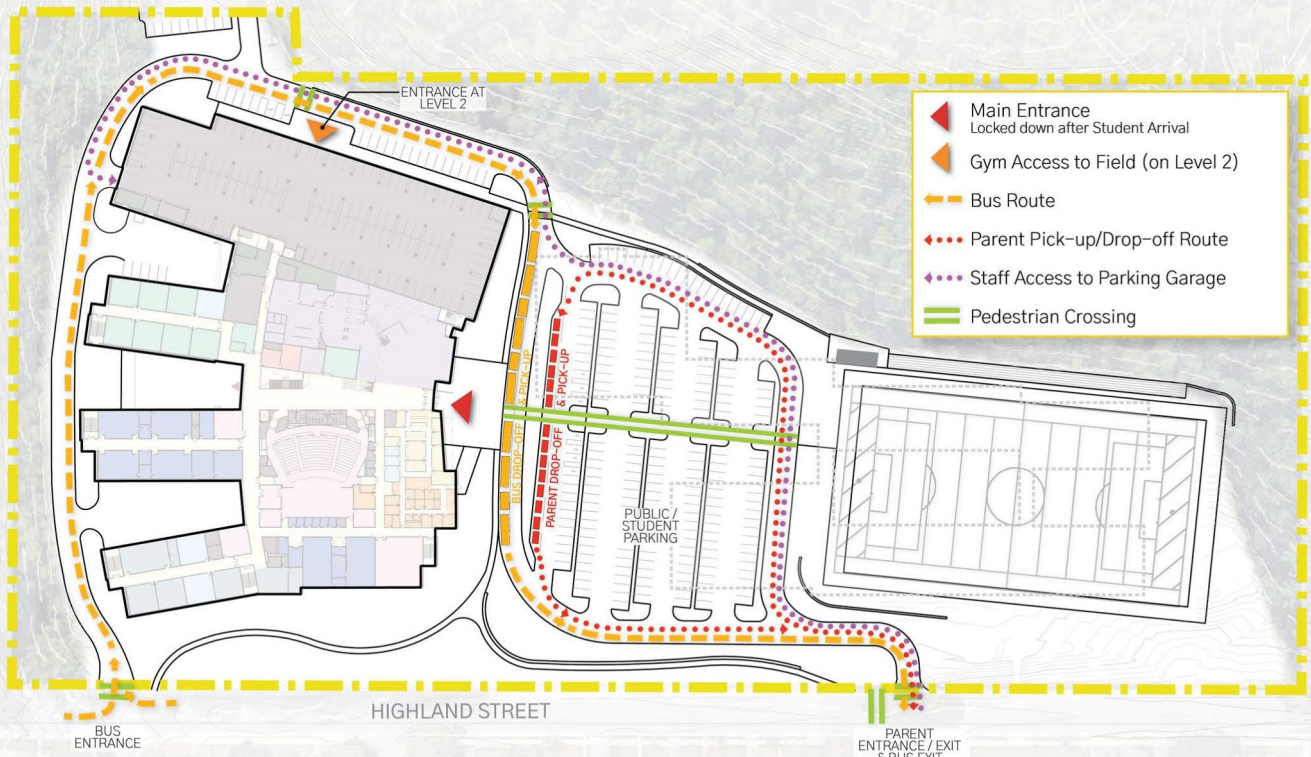 ENTRANCE AT
LEVEL 2
Main Entrance
Locked down after Student Arrival
Gym Access to Field (on Level 2)
Bus Route
Parent Pick-up/Drop-off Route
Staff Access to Parking Garage
Pedestrian Crossing
BUS DROP-OFF & PICK-UP
PARENT DROP-OFF & PICK-UP
PUBLIC /
STUDENT
PARKING
HIGHLAND STREET
BUS
ENTRANCE
PARENT
ENTRANCE / EXIT
& BUS EXIT